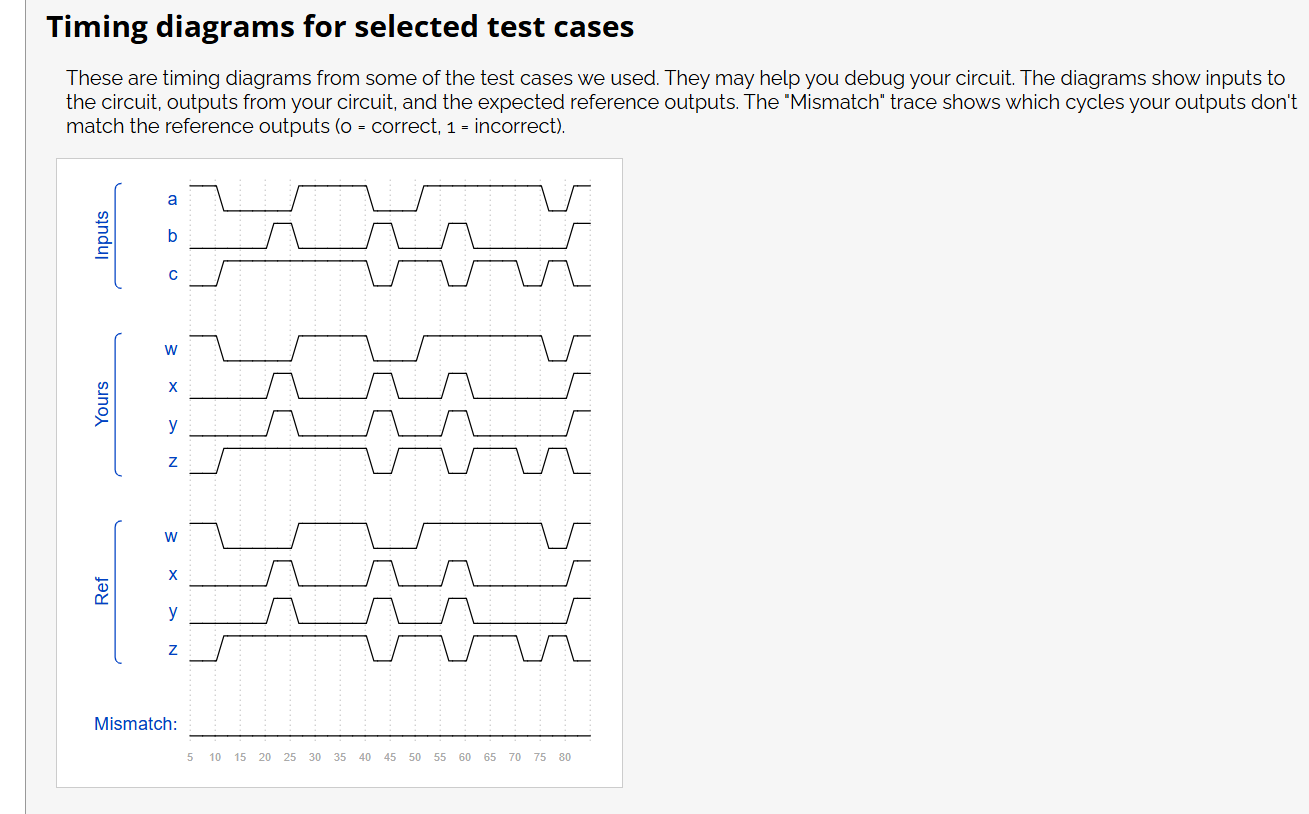 Timing diagrams for selected test cases
These are timing diagrams from some of the test cases we used. They may help you debug your circuit. The diagrams show inputs to
the circuit, outputs from your circuit, and the expected reference outputs. The "Mismatch" trace shows which cycles your outputs don't
match the reference outputs (0 = correct, 1 = incorrect).
Inputs
a
b
c
Yours
w
x
y
z
Ref
w
x
y
z
Mismatch:
5 10 15 20 25 30 35 40 45 50 55 60 65 70 75 80